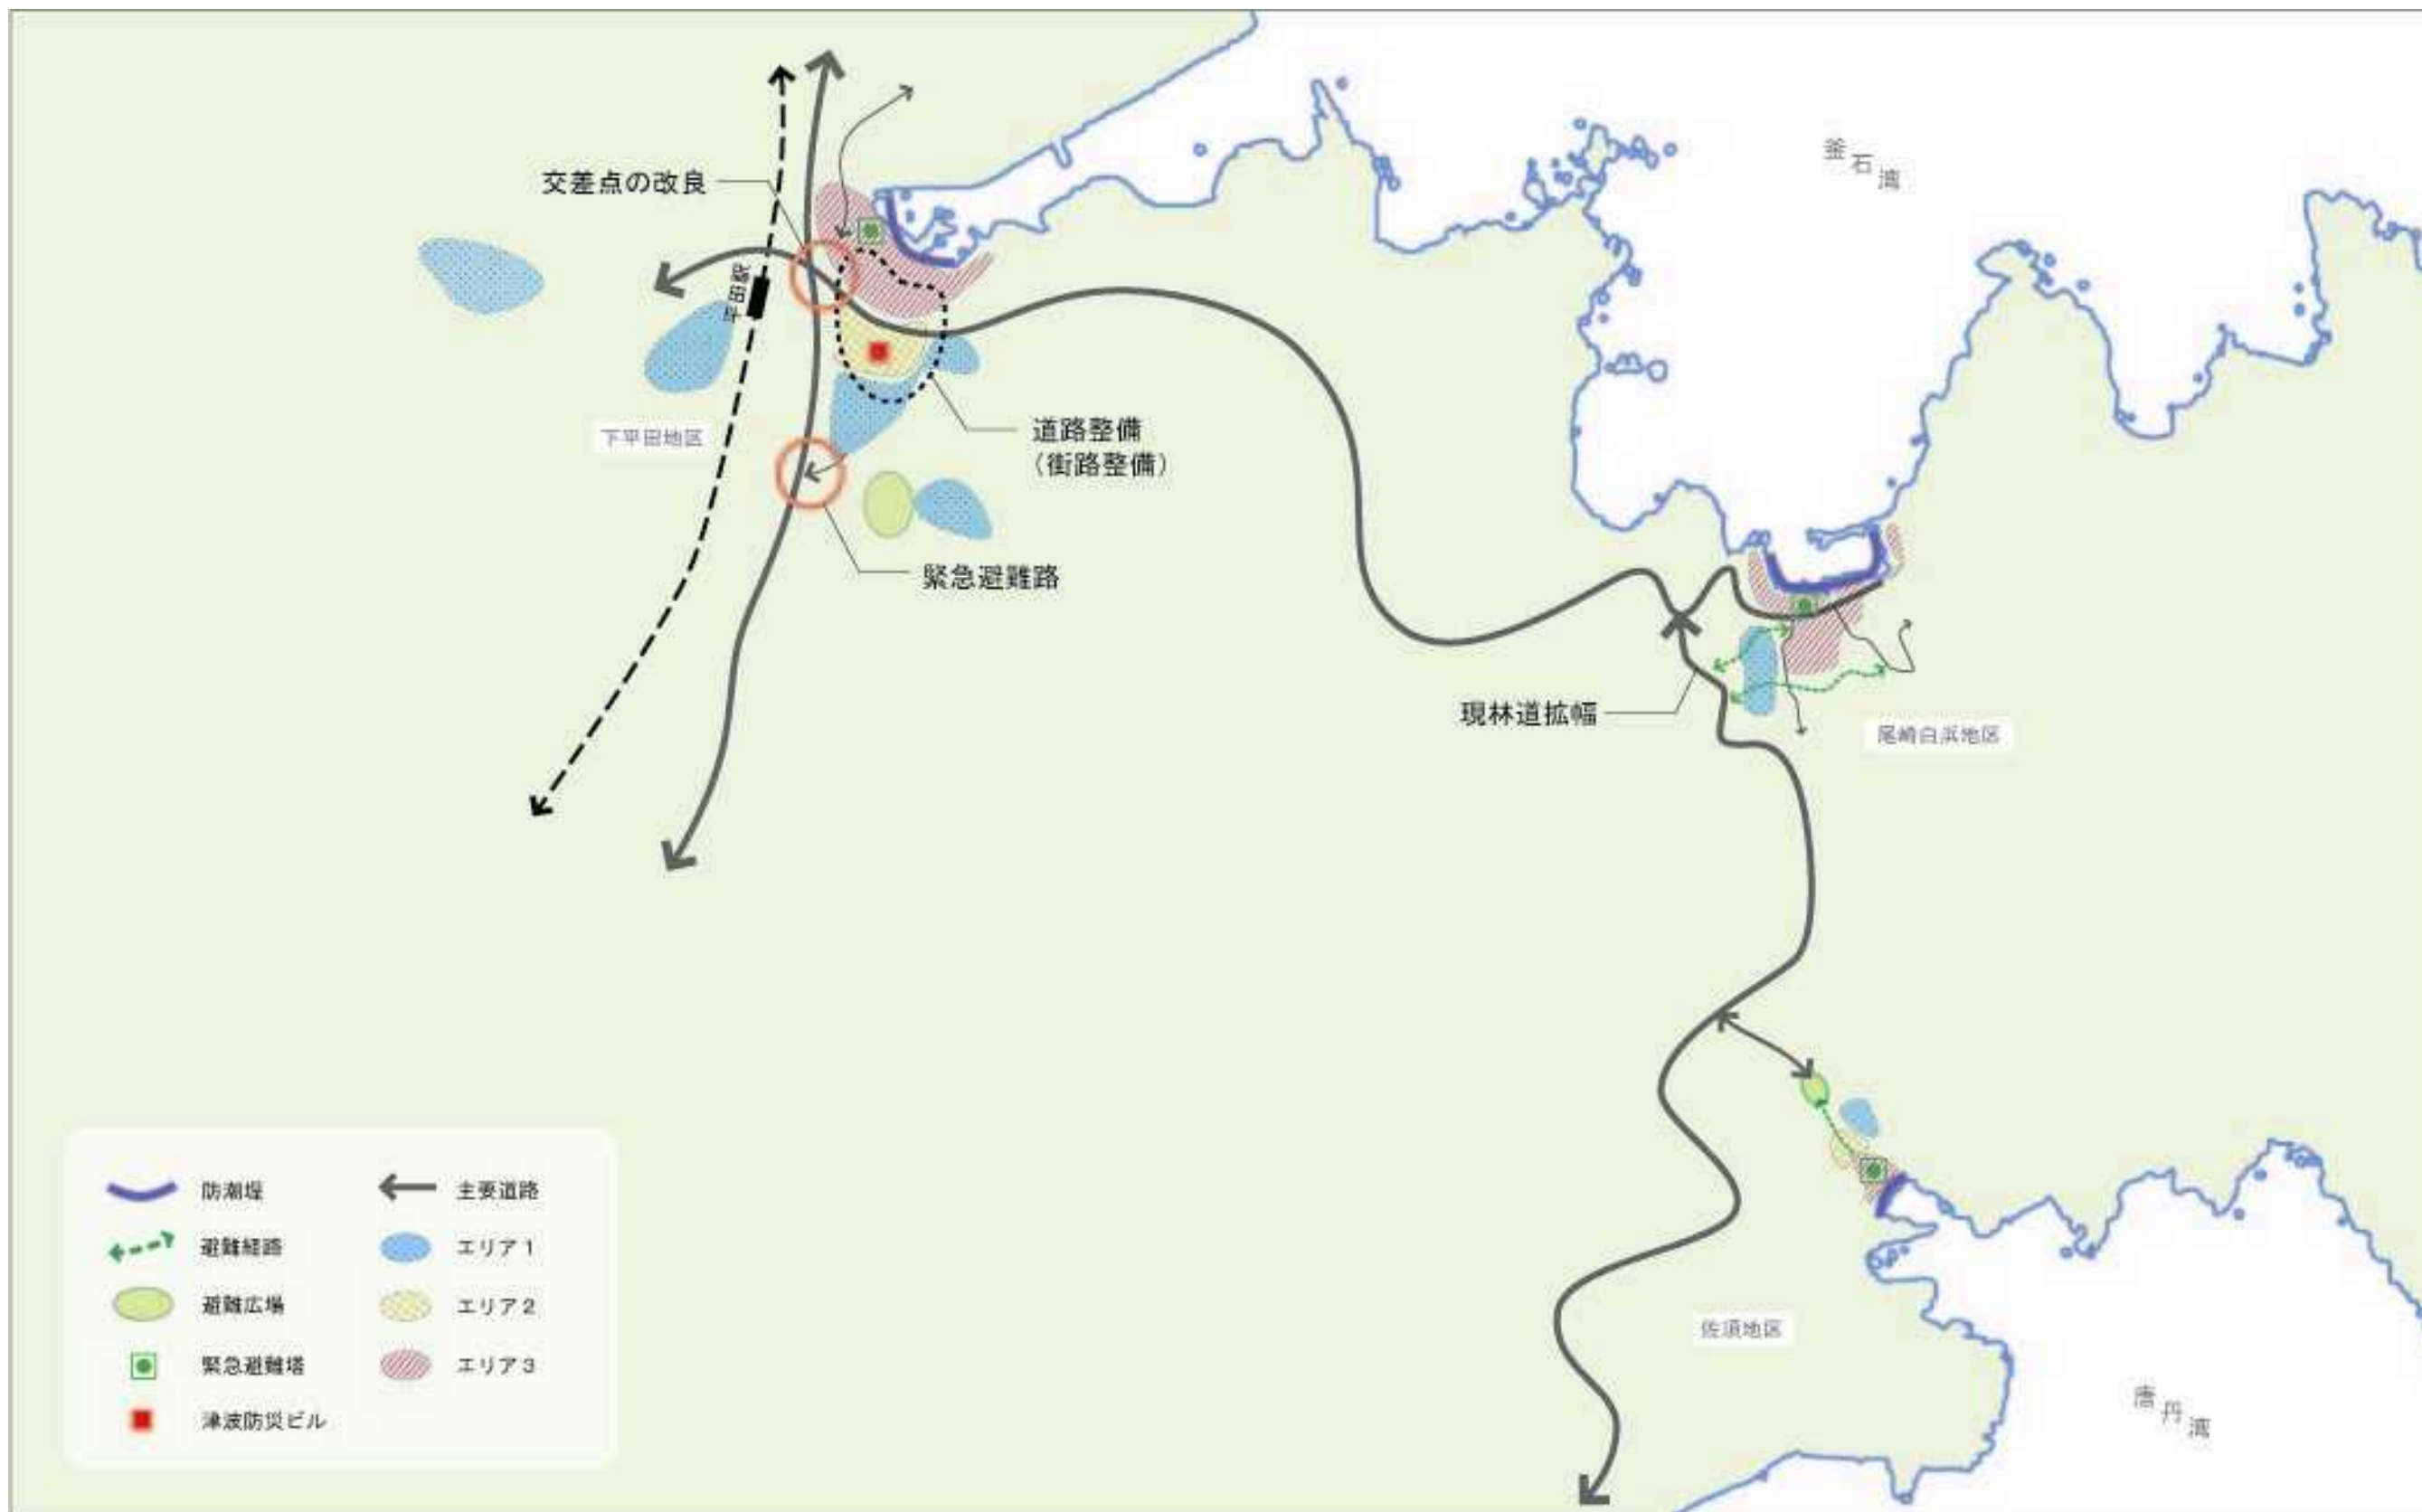 釜石湾
交差点の改良
平田駅
道路整備
（街路整備）
下平田地区
緊急避難路
現林道拡幅
尾崎白浜地区
佐須地区
唐丹湾
防潮堤
避難経路
避難広場
緊急避難塔
津波防災ビル
主要道路
エリア1
エリア2
エリア3